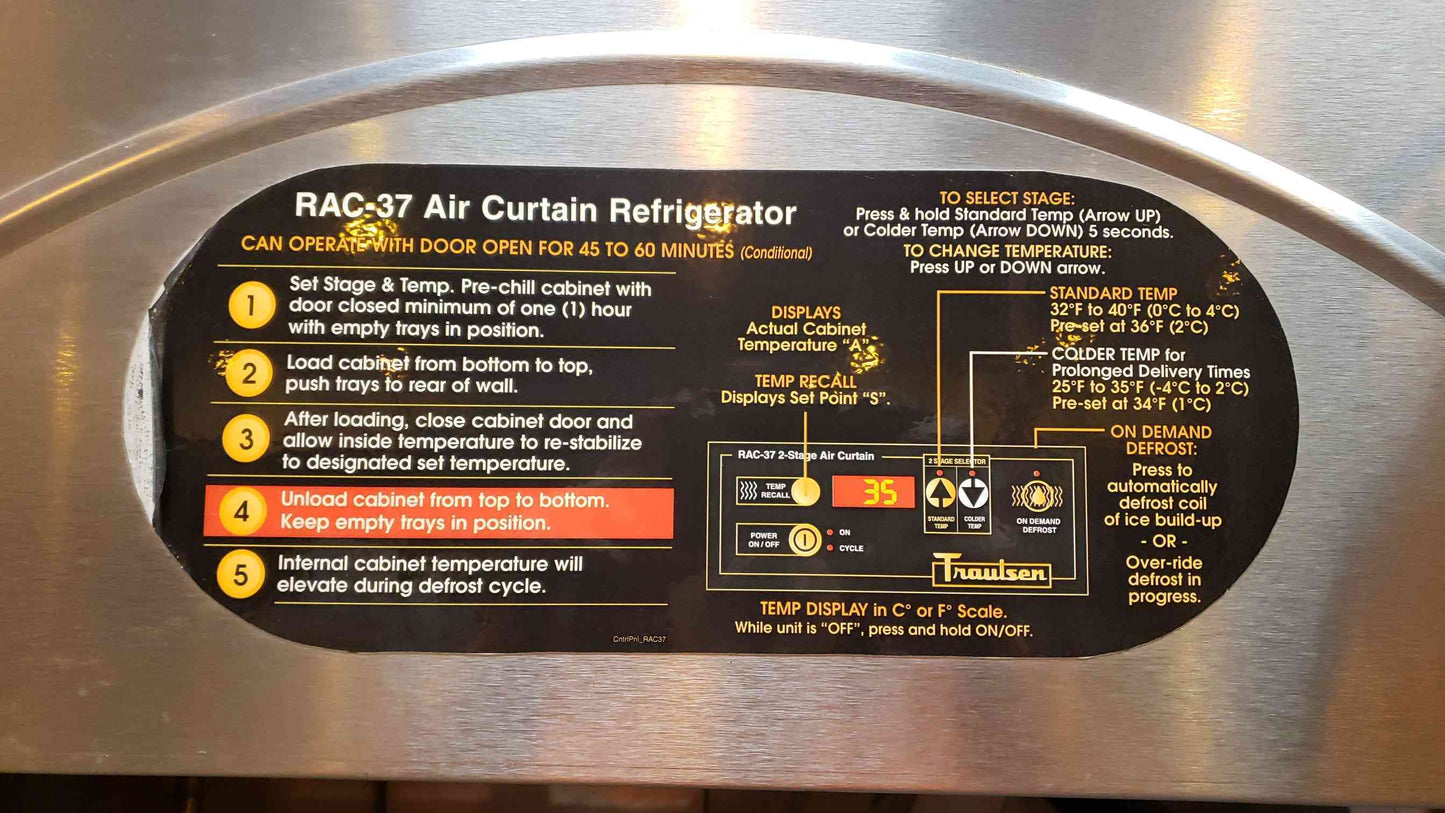 RAC-37 Air Curtain Refrigerator
CAN OPERATE WITH DOOR OPEN FOR 45 TO 60 MINUTES (Conditional)
1
Set Stage & Temp. Pre-chill cabinet with
door closed minimum of one (1) hour
with empty trays in position.
2
Load cabinet from bottom to top,
push trays to rear of wall.
3
After loading, close cabinet door and
allow inside temperature to re-stabilize
to designated set temperature.
4
Unload cabinet from top to bottom.
Keep empty trays in position.
5
Internal cabinet temperature will
elevate during defrost cycle.
CntrlPnl_RAC37
TO SELECT STAGE:
Press & hold Standard Temp (Arrow UP)
or Colder Temp (Arrow DOWN) 5 seconds.
TO CHANGE TEMPERATURE:
Press UP or DOWN arrow.
DISPLAYS
Actual Cabinet
Temperature “A”
TEMP RECALL
Displays Set Point “S”.
STANDARD TEMP
32°F to 40°F (0°C to 4°C)
Pre-set at 36°F (2°C)
COLDER TEMP for
Prolonged Delivery Times
25°F to 35°F (-4°C to 2°C)
Pre-set at 34°F (1°C)
ON DEMAND
DEFROST:
Press to
automatically
defrost coil
of ice build-up
- OR -
Over-ride
defrost in
progress.
RAC-37 2-Stage Air Curtain
2 STAGE SELECTOR
TEMP
RECALL
35
STANDARD
TEMP
COLDER
TEMP
ON DEMAND
DEFROST
POWER
ON / OFF
ON
CYCLE
Traulsen
TEMP DISPLAY in C° or F° Scale.
While unit is “OFF”, press and hold ON/OFF.